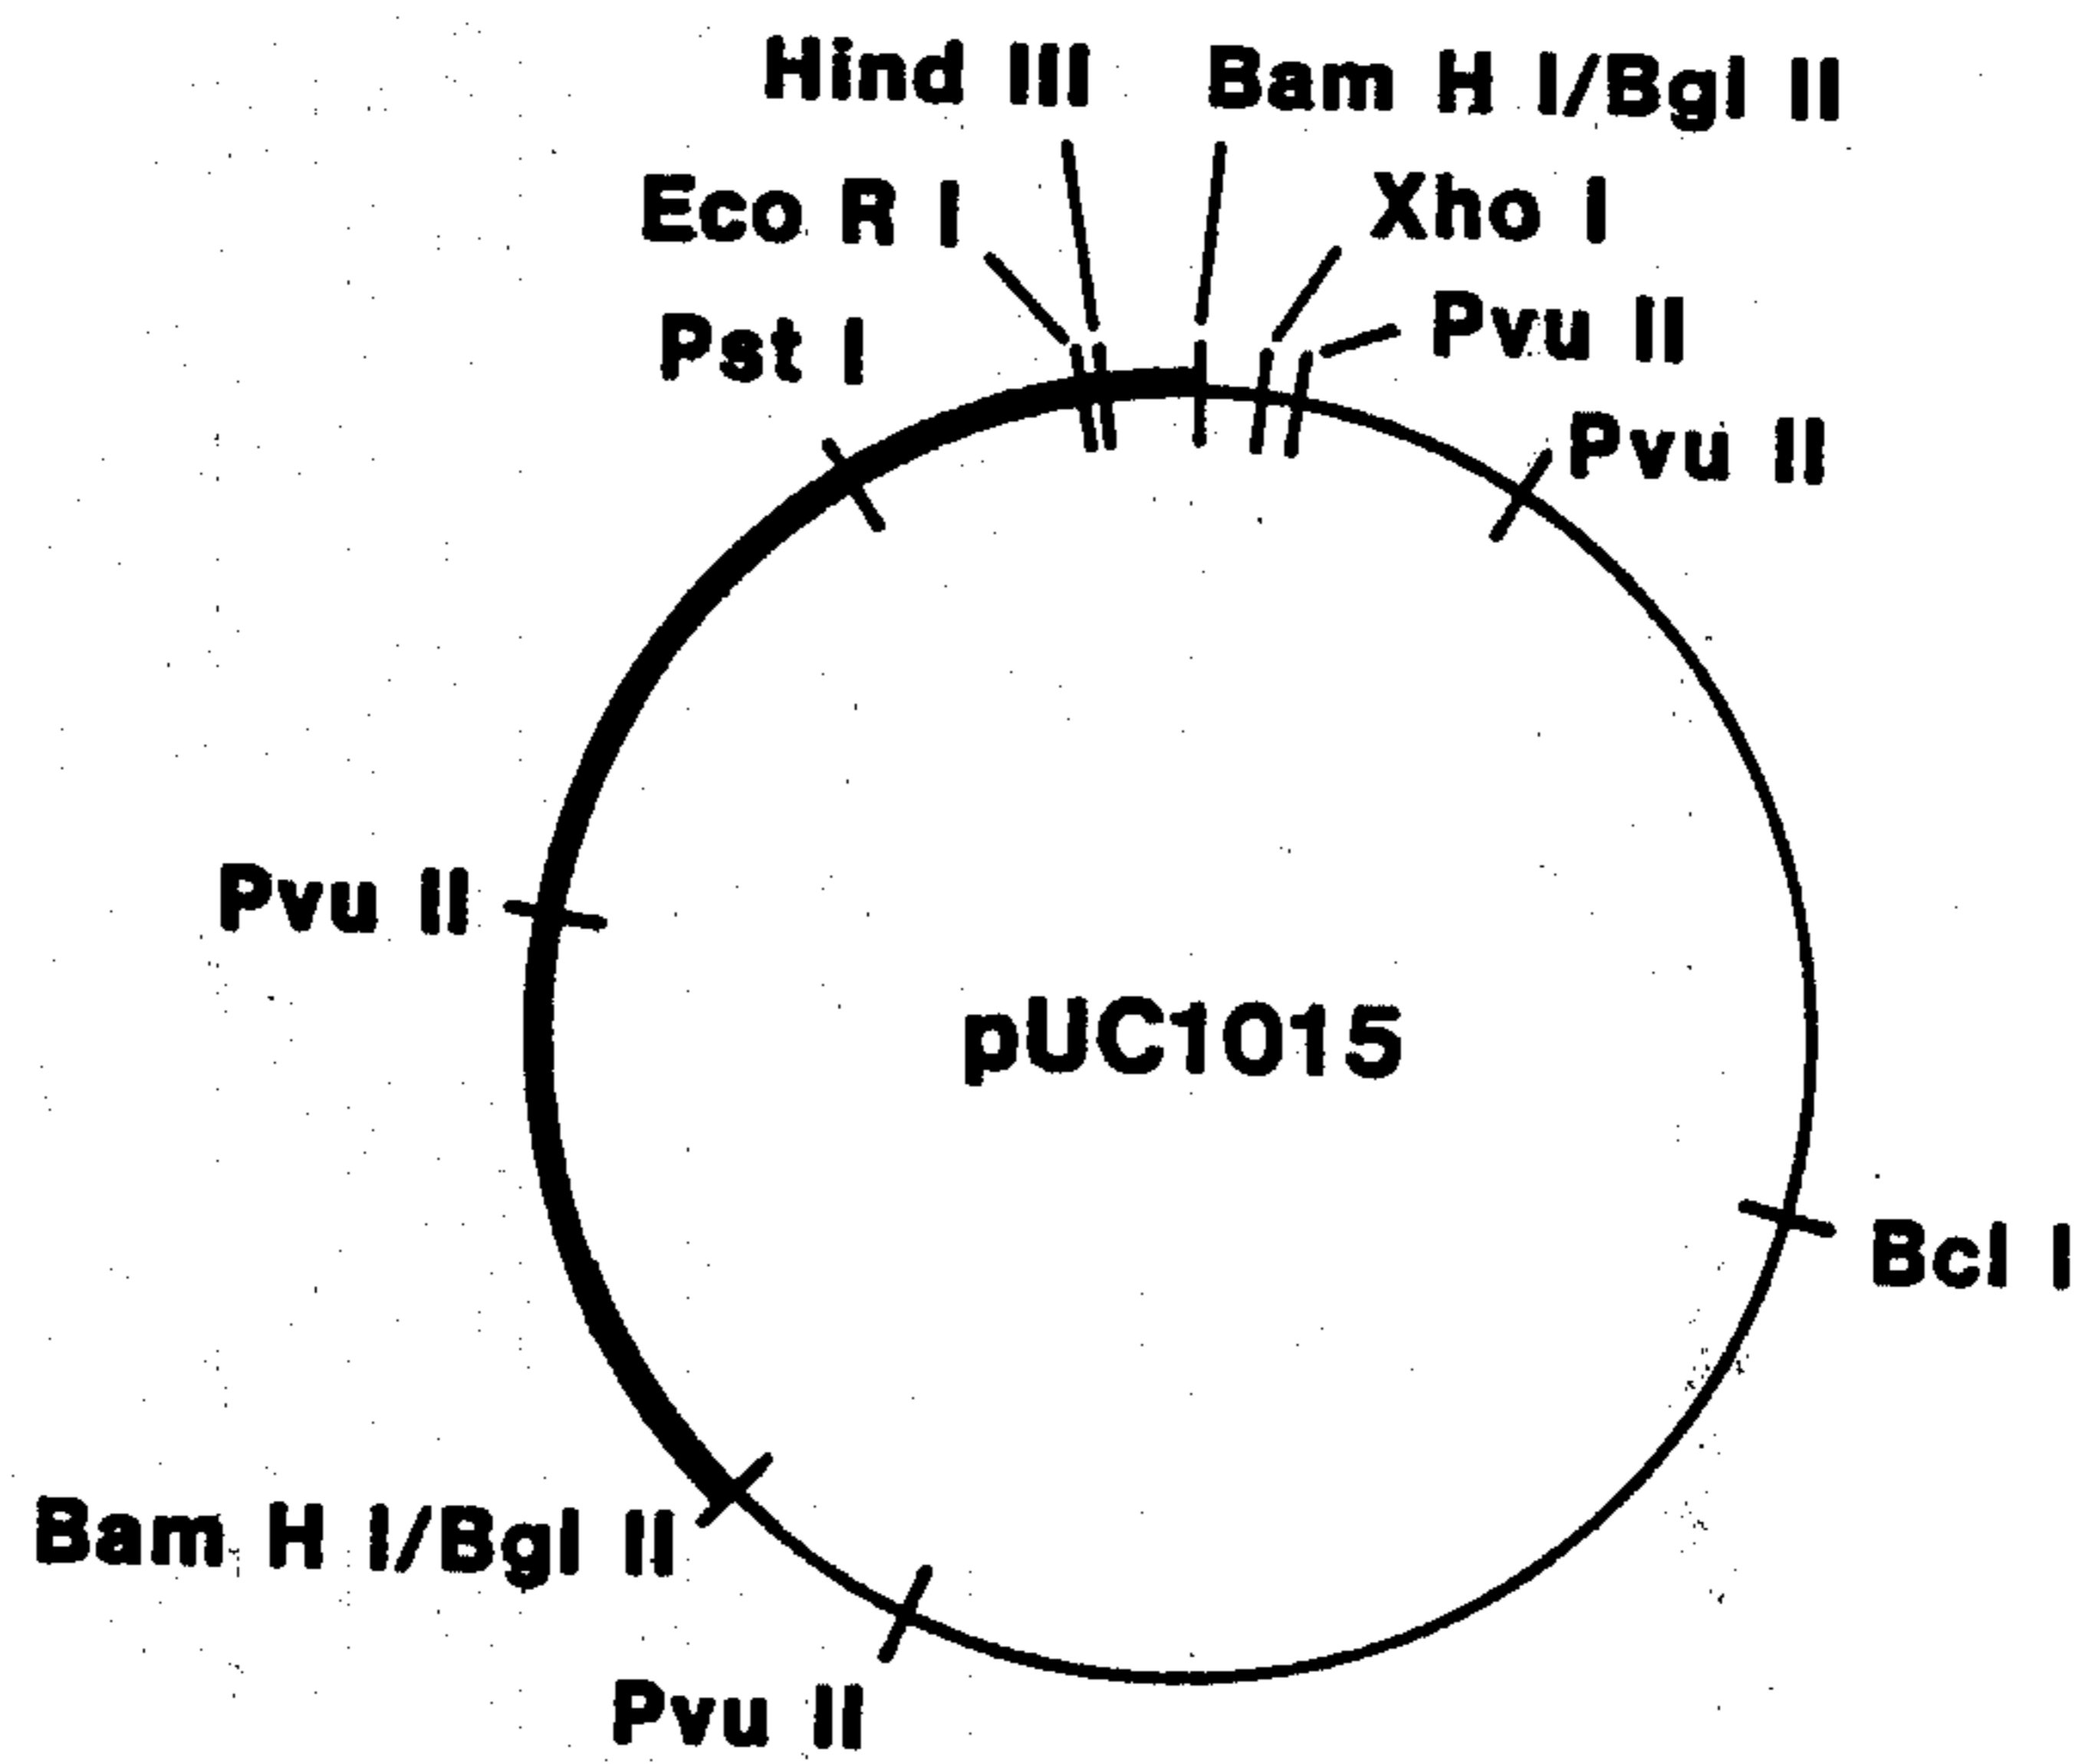 Hind III
Bam H I/Bgl II
Eco R I
Xho I
Pst I
Pvu II
Pvu II
Pvu II
pUC1015
Bcl I
Bam H I/Bgl II
Pvu II